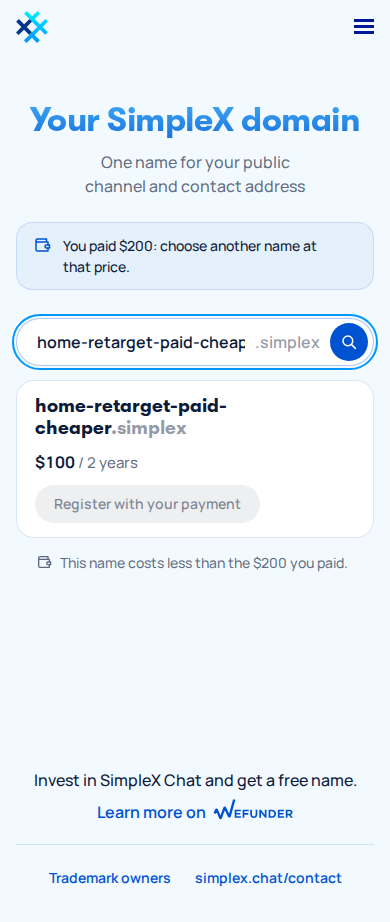 Your SimpleX domain
One name for your public
channel and contact address
You paid $200: choose another name at
that price.
home-retarget-paid-cheap .simplex
home-retarget-paid-
cheaper.simplex
$100 / 2 years
Register with your payment
This name costs less than the $200 you paid.
Invest in SimpleX Chat and get a free name.
Learn more on WEFUNDER
Trademark owners simplex.chat/contact